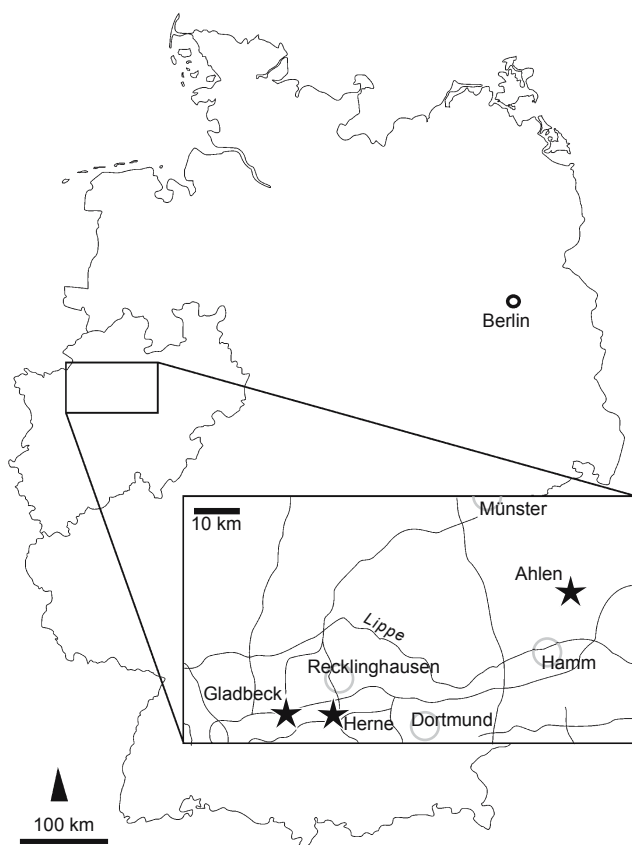 Berlin
10 km
Münster
Ahlen
Lippe
Recklinghausen
Hamm
Gladbeck
Herne
Dortmund
100 km